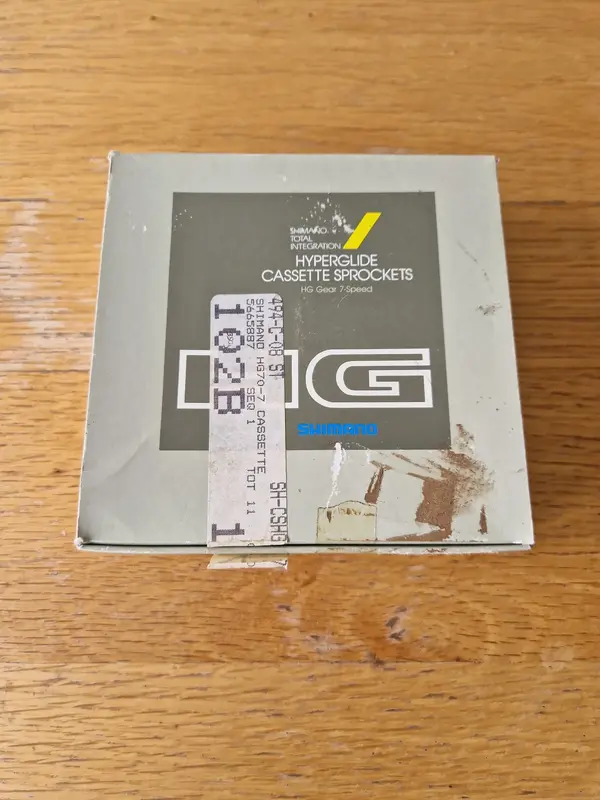 SHIMANO
TOTAL
INTEGRATION
HYPERGLIDE
CASSETTE SPROCKETS
HG Gear 7-Speed
HG
SHIMANO
494-C-08 ST SH-CSHG
SHIMANO HG70-7 CASSETTE
5665887 SEQ 1 TOT 11
102B 1